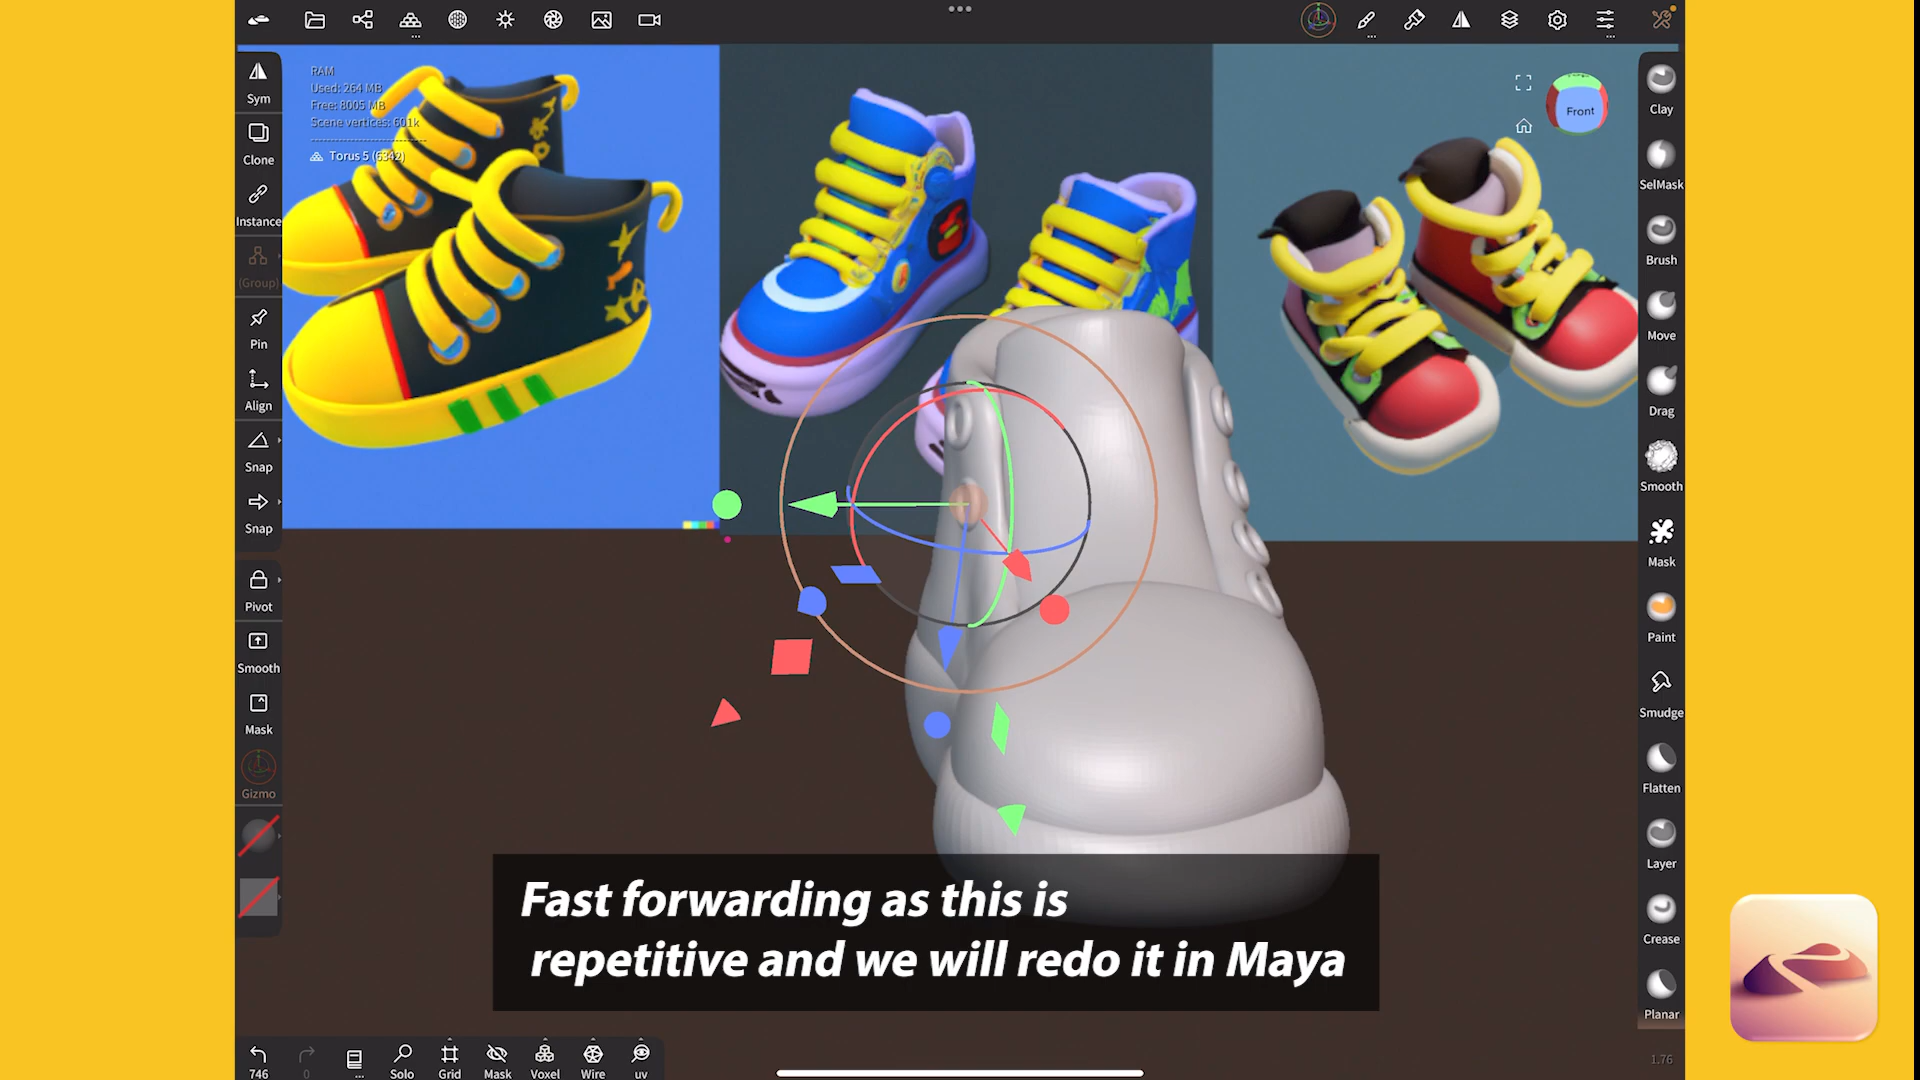 RAM
Used: 264 MB
Free: 8005 MB
Scene vertices: 601k
Torus 5 (6342)
Sym
Clone
Instance
(Group)
Pin
Align
Snap
Snap
Pivot
Smooth
Mask
Gizmo
Front
Clay
SelMask
Brush
Move
Drag
Smooth
Mask
Paint
Smudge
Flatten
Layer
Crease
Planar
1.76
Fast forwarding as this is
repetitive and we will redo it in Maya
746
0
...
Solo
Grid
Mask
Voxel
Wire
uv